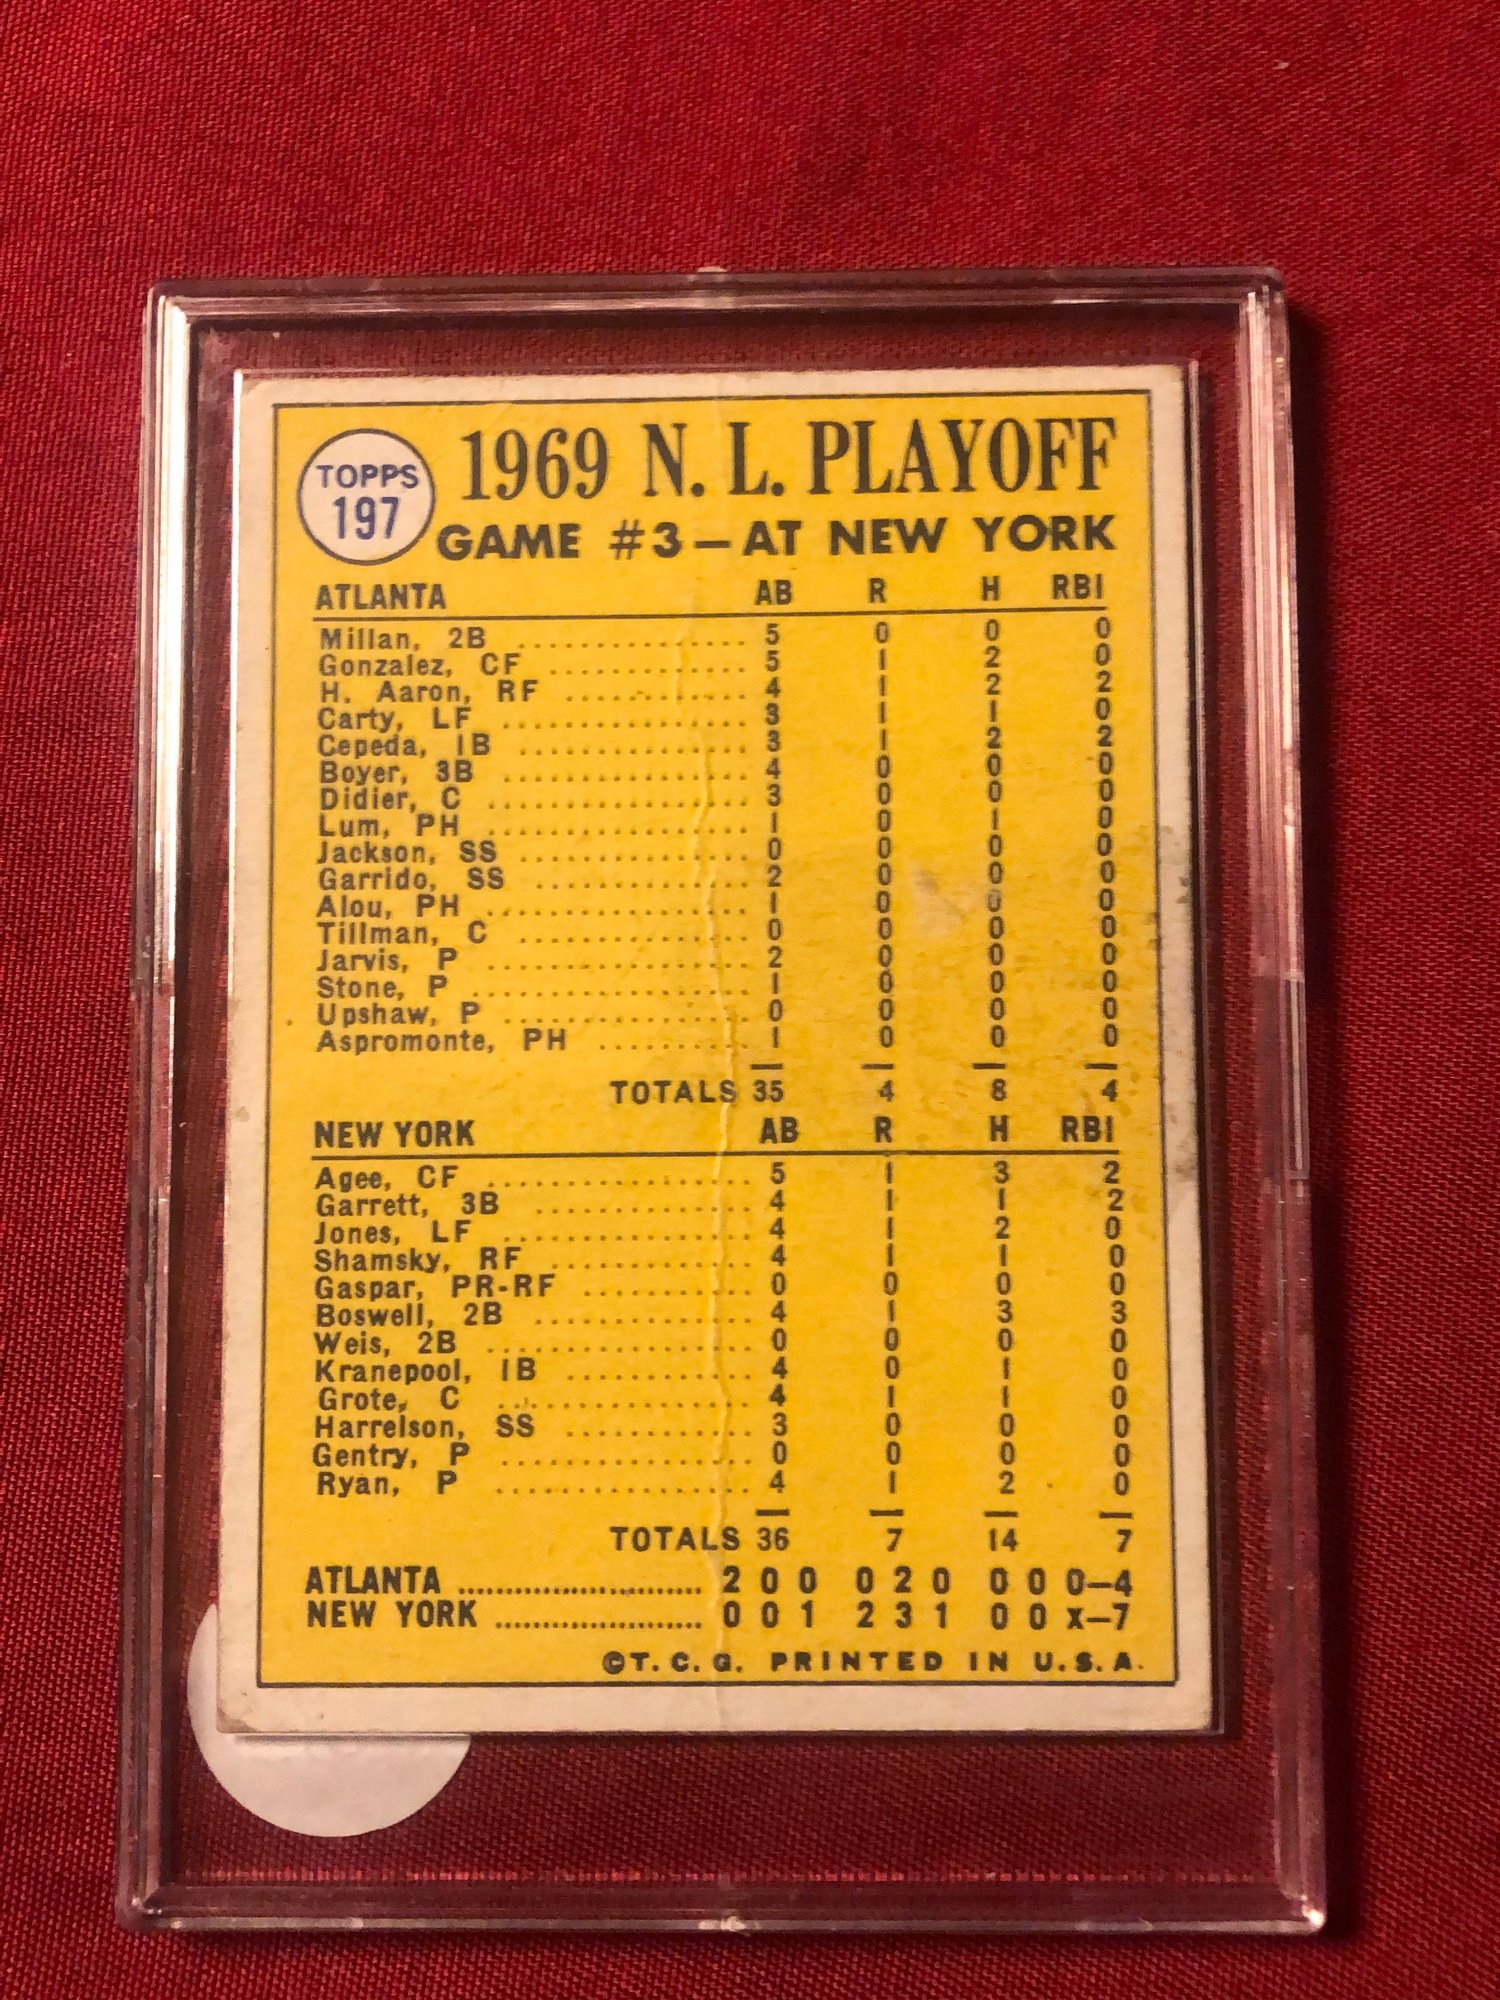 TOPPS
197
1969 N. L. PLAYOFF
GAME #3 — AT NEW YORK
ATLANTA AB R H RBI
Millan, 2B ................. 5 0 0 0
Gonzalez, CF ............. 5 1 2 0
H. Aaron, RF ............. 4 1 2 2
Carty, LF .................. 3 1 1 0
Cepeda, 1B ................. 3 1 2 2
Boyer, 3B .................. 4 0 0 0
Didier, C ................... 3 0 0 0
Lum, PH ................... 1 0 1 0
Jackson, SS ................ 0 0 0 0
Garrido, SS ............... 2 0 0 0
Alou, PH ................... 1 0 0 0
Tillman, C ................. 0 0 0 0
Jarvis, P ................... 2 0 0 0
Stone, P .................... 1 0 0 0
Upshaw, P .................. 0 0 0 0
Aspromonte, PH ........... 1 0 0 0
TOTALS 35 4 8 4
NEW YORK AB R H RBI
Agee, CF ................... 5 1 3 2
Garrett, 3B ............... 4 1 1 2
Jones, LF .................. 4 1 2 0
Shamsky, RF .............. 4 1 1 0
Gaspar, PR-RF ............ 0 0 0 0
Boswell, 2B ............... 4 1 3 3
Weis, 2B ................... 0 0 0 0
Kranepool, 1B ............. 4 0 1 0
Grote, C ................... 4 1 1 0
Harrelson, SS ............. 3 0 0 0
Gentry, P .................. 0 0 0 0
Ryan, P .................... 4 1 2 0
TOTALS 36 7 14 7
ATLANTA .......................... 2 0 0 0 2 0 0 0 0—4
NEW YORK ...................... 0 0 1 2 3 1 0 0 x—7
©T. C. G. PRINTED IN U. S. A.